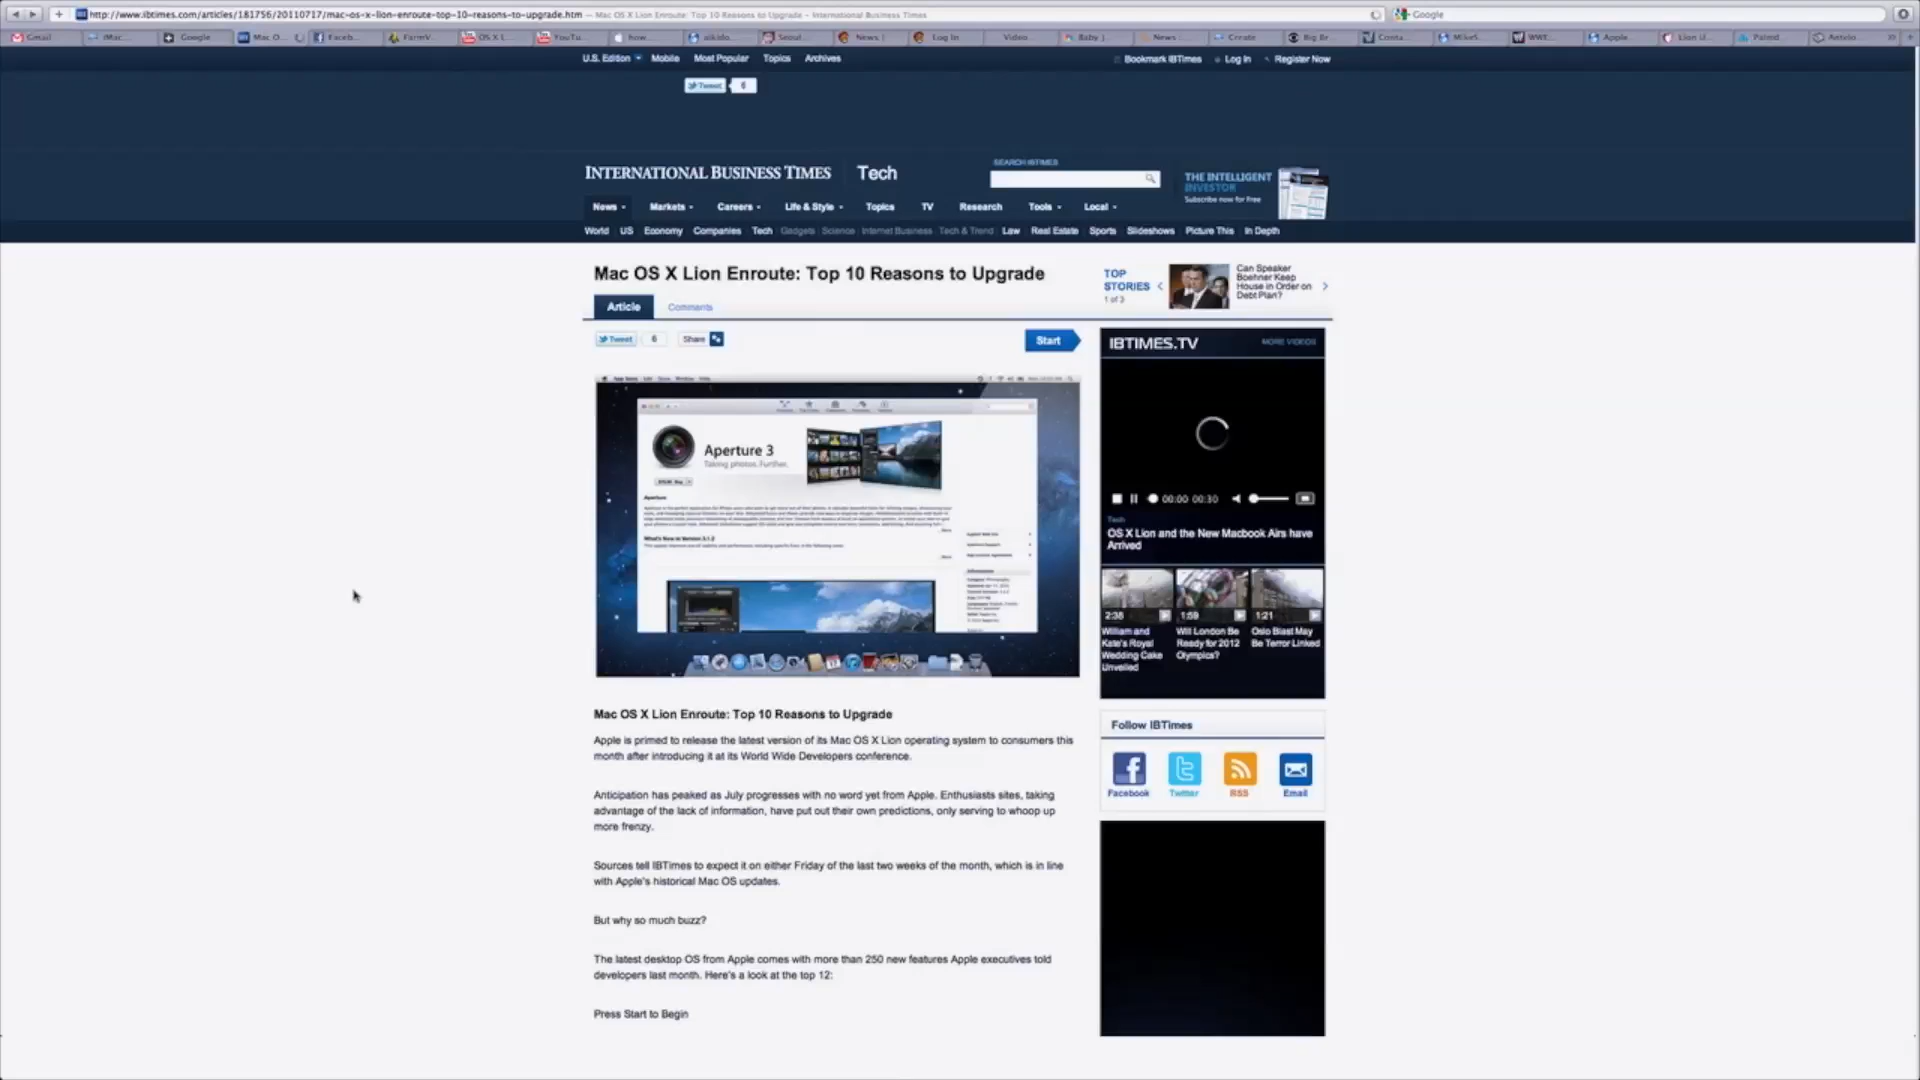 http://www.ibtimes.com/articles/181756/20110717/mac-os-x-lion-enroute-top-10-reasons-to-upgrade.htm — Mac OS X Lion Enroute: Top 10 Reasons to Upgrade – International Business Times
Google
Gmail iMac... Google Mac O... Faceb... FarmV... OS X L... YouTu... how... aikido... Seoul... News | Log In Video Baby J... News ... Create Big Br... Conta... MikeS... WWE... Apple Lion U...
U.S. Edition Mobile Most Popular Topics Archives
Bookmark IBTimes Log In Register Now
Tweet 6
INTERNATIONAL BUSINESS TIMES Tech
SEARCH IBTIMES
THE INTELLIGENT
INVESTOR
Subscribe now for Free
News Markets Careers Life & Style Topics TV Research Tools Local
World US Economy Companies Tech Gadgets Science Internet Business Tech & Trend Law Real Estate Sports Slideshows Picture This In Depth
Mac OS X Lion Enroute: Top 10 Reasons to Upgrade
TOP
STORIES
1 of 3
Can Speaker
Boehner Keep
House in Order on
Debt Plan?
Article Comments
Tweet 6 Share
Start
Aperture 3
Taking photos. Further.
Aperture
What's New in Version 3.1.2
Mac OS X Lion Enroute: Top 10 Reasons to Upgrade
Apple is primed to release the latest version of its Mac OS X Lion operating system to consumers this
month after introducing it at its World Wide Developers conference.
Anticipation has peaked as July progresses with no word yet from Apple. Enthusiasts sites, taking
advantage of the lack of information, have put out their own predictions, only serving to whoop up
more frenzy.
Sources tell IBTimes to expect it on either Friday of the last two weeks of the month, which is in line
with Apple's historical Mac OS updates.
But why so much buzz?
The latest desktop OS from Apple comes with more than 250 new features Apple executives told
developers last month. Here's a look at the top 12:
Press Start to Begin
IBTIMES.TV MORE VIDEOS
00:00 00:30
Tech
OS X Lion and the New Macbook Airs have
Arrived
2:38
William and
Kate's Royal
Wedding Cake
Unveiled
1:59
Will London Be
Ready for 2012
Olympics?
1:21
Oslo Blast May
Be Terror Linked
Follow IBTimes
Facebook Twitter RSS Email